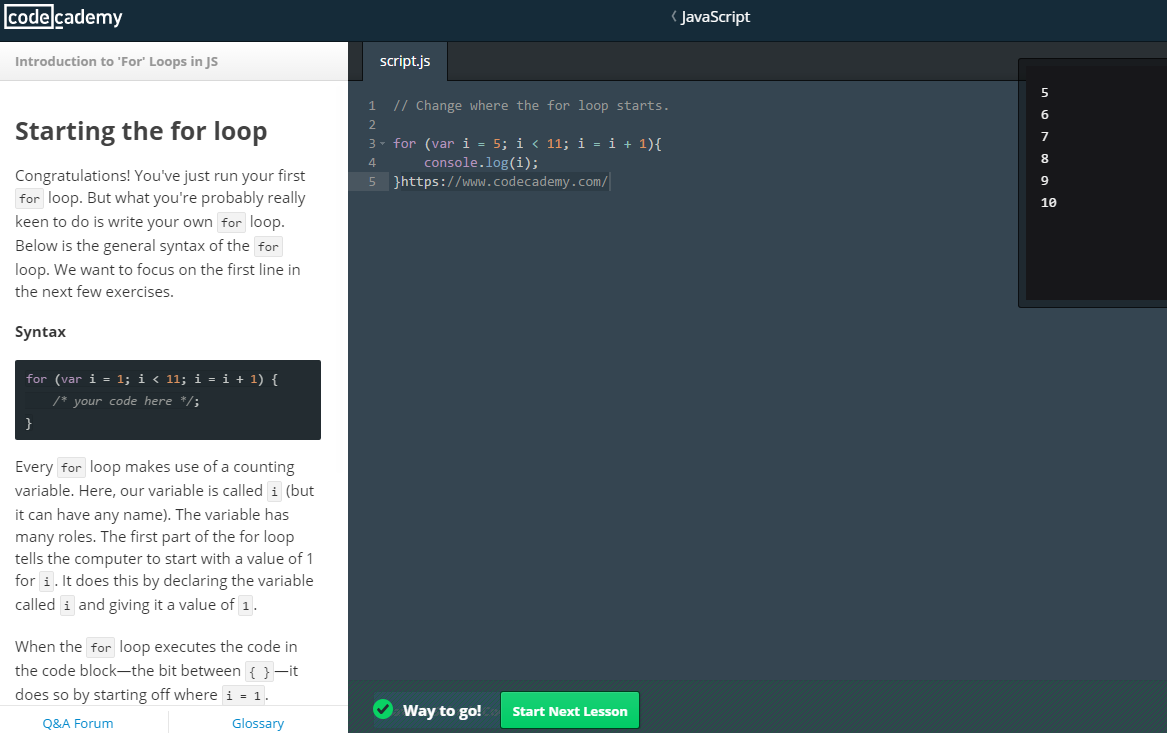 codecademy
JavaScript
Introduction to 'For' Loops in JS
Starting the for loop
Congratulations! You've just run your first
for loop. But what you're probably really
keen to do is write your own for loop.
Below is the general syntax of the for
loop. We want to focus on the first line in
the next few exercises.
Syntax
for (var i = 1; i < 11; i = i + 1) {
/* your code here */;
}
Every for loop makes use of a counting
variable. Here, our variable is called i (but
it can have any name). The variable has
many roles. The first part of the for loop
tells the computer to start with a value of 1
for i. It does this by declaring the variable
called i and giving it a value of 1.
When the for loop executes the code in
the code block—the bit between { }—it
does so by starting off where i = 1.
Q&A Forum
Glossary
script.js
1 // Change where the for loop starts.
2
3 for (var i = 5; i < 11; i = i + 1){
4 console.log(i);
5 }https://www.codecademy.com/
5
6
7
8
9
10
Way to go!
Start Next Lesson